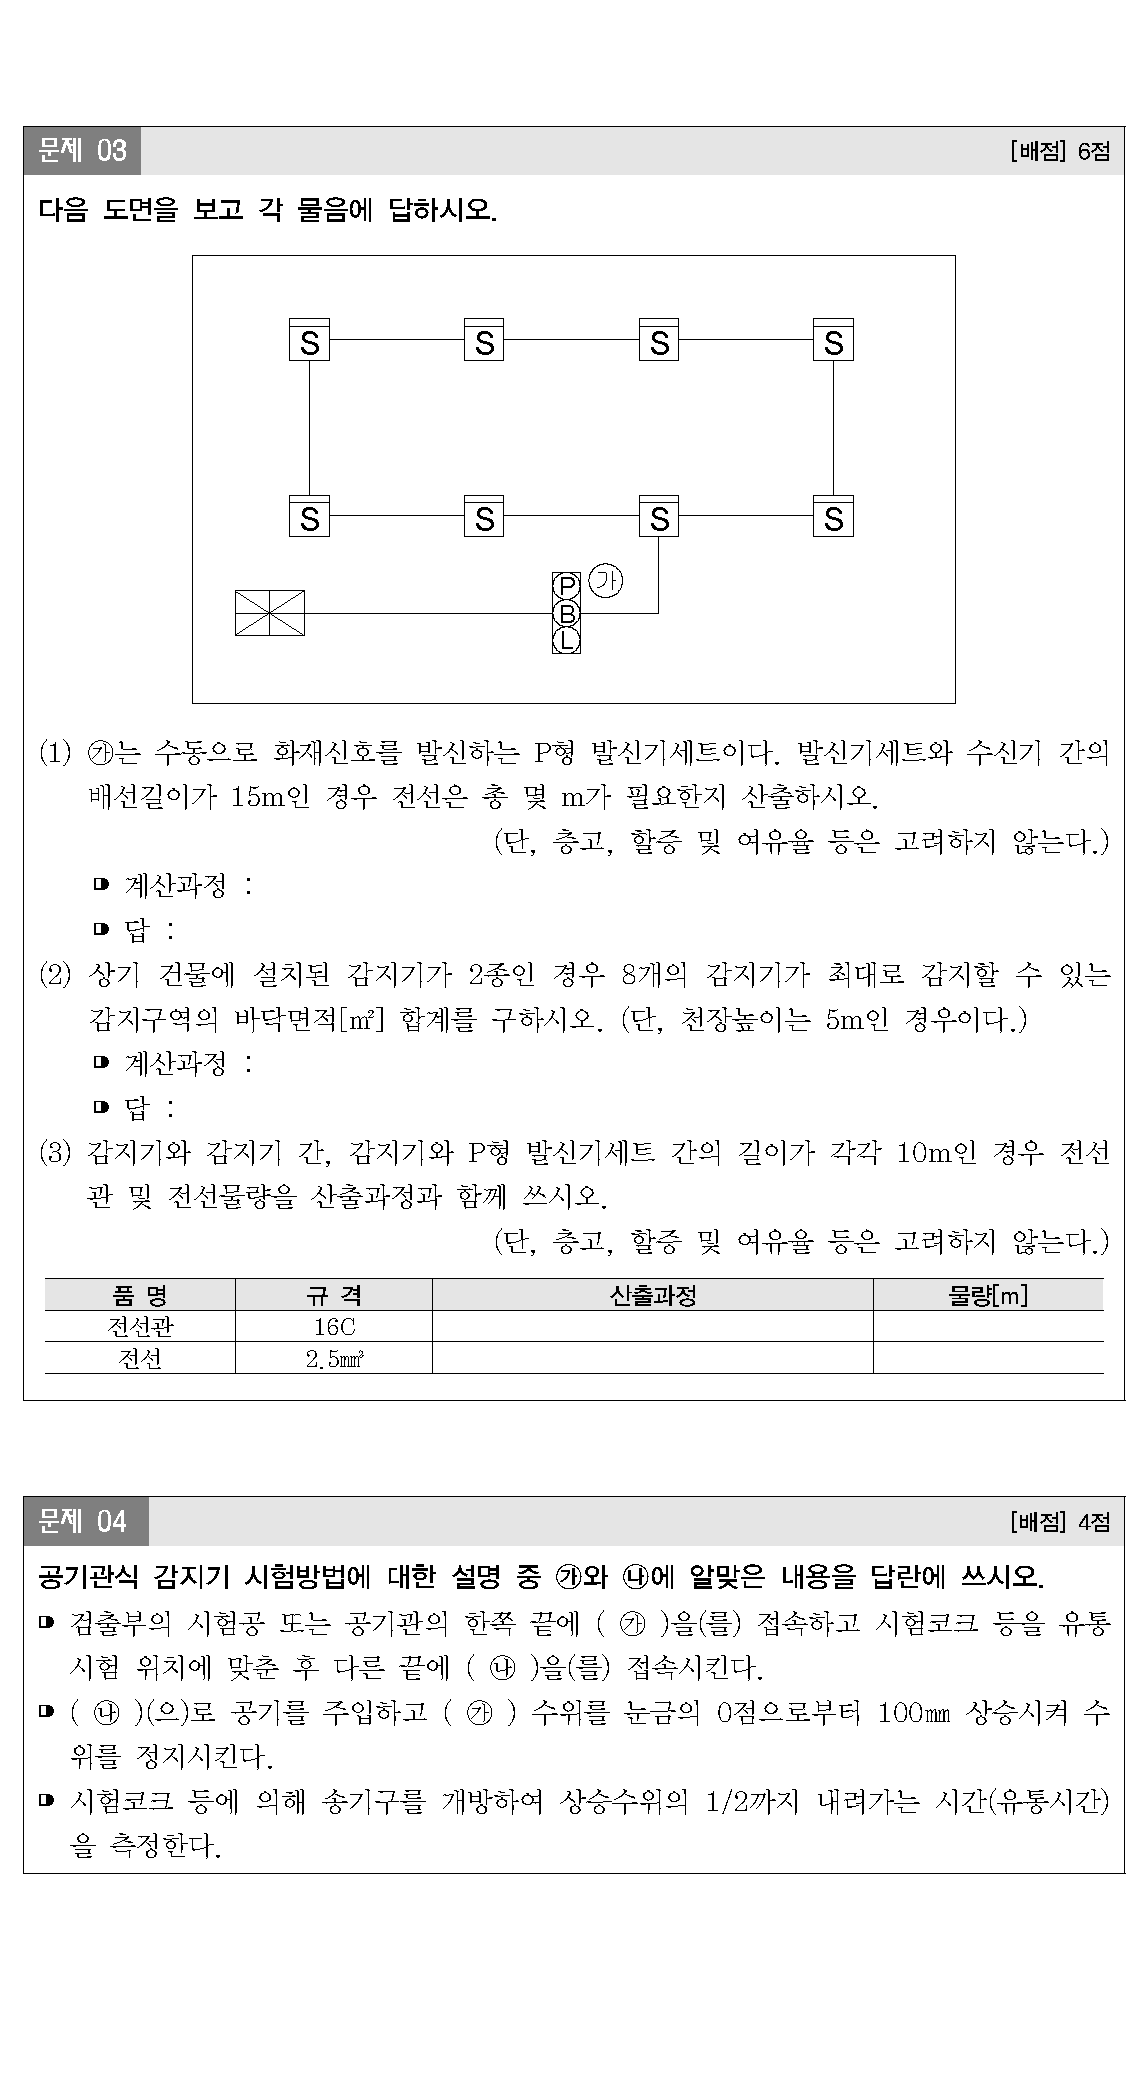 문제 03 [배점] 6점
다음 도면을 보고 각 물음에 답하시오.
S S S S
S S S S
P ㉮
B
L
(1) ㉮는 수동으로 화재신호를 발신하는 P형 발신기세트이다. 발신기세트와 수신기 간의
배선길이가 15m인 경우 전선은 총 몇 m가 필요한지 산출하시오.
(단, 층고, 할증 및 여유율 등은 고려하지 않는다.)
➠ 계산과정 :
➠ 답 :
(2) 상기 건물에 설치된 감지기가 2종인 경우 8개의 감지기가 최대로 감지할 수 있는
감지구역의 바닥면적[㎡] 합계를 구하시오. (단, 천장높이는 5m인 경우이다.)
➠ 계산과정 :
➠ 답 :
(3) 감지기와 감지기 간, 감지기와 P형 발신기세트 간의 길이가 각각 10m인 경우 전선
관 및 전선물량을 산출과정과 함께 쓰시오.
(단, 층고, 할증 및 여유율 등은 고려하지 않는다.)
품 명 규 격 산출과정 물량[m]
전선관 16C
전선 2.5㎟
문제 04 [배점] 4점
공기관식 감지기 시험방법에 대한 설명 중 ㉮와 ㉯에 알맞은 내용을 답란에 쓰시오.
➠ 검출부의 시험공 또는 공기관의 한쪽 끝에 ( ㉮ )을(를) 접속하고 시험코크 등을 유통
시험 위치에 맞춘 후 다른 끝에 ( ㉯ )을(를) 접속시킨다.
➠ ( ㉯ )(으)로 공기를 주입하고 ( ㉮ ) 수위를 눈금의 0점으로부터 100㎜ 상승시켜 수
위를 정지시킨다.
➠ 시험코크 등에 의해 송기구를 개방하여 상승수위의 1/2까지 내려가는 시간(유통시간)
을 측정한다.